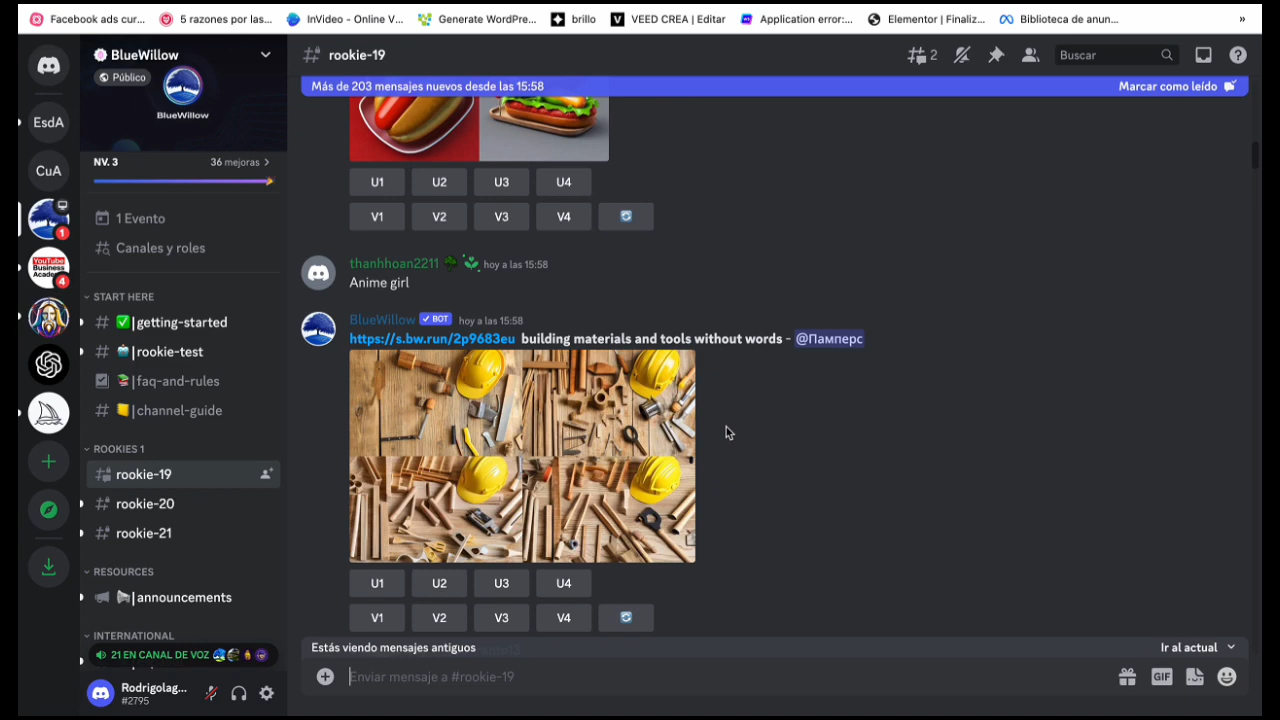 Facebook ads cur... 5 razones por las... InVideo - Online V... Generate WordPre... brillo VEED CREA | Editar Application error:... Elementor | Finaliz... Biblioteca de anun... »
BlueWillow
Público
BlueWillow
NV. 3 36 mejoras
1 Evento
Canales y roles
START HERE
|getting-started
|rookie-test
|faq-and-rules
|channel-guide
ROOKIES 1
rookie-19
rookie-20
rookie-21
RESOURCES
|announcements
INTERNATIONAL
21 EN CANAL DE VOZ
Rodrigolag...
#2795
EsdA
CuA
1
YouTube
Business
Academy
4
rookie-19
2
Buscar
Más de 203 mensajes nuevos desde las 15:58 Marcar como leído
U1 U2 U3 U4
V1 V2 V3 V4
thanhhoan2211 hoy a las 15:58
Anime girl
BlueWillow BOT hoy a las 15:58
https://s.bw.run/2p9683eu building materials and tools without words - @Памперс
U1 U2 U3 U4
V1 V2 V3 V4
Estás viendo mensajes antiguos Ir al actual
Enviar mensaje a #rookie-19
GIF